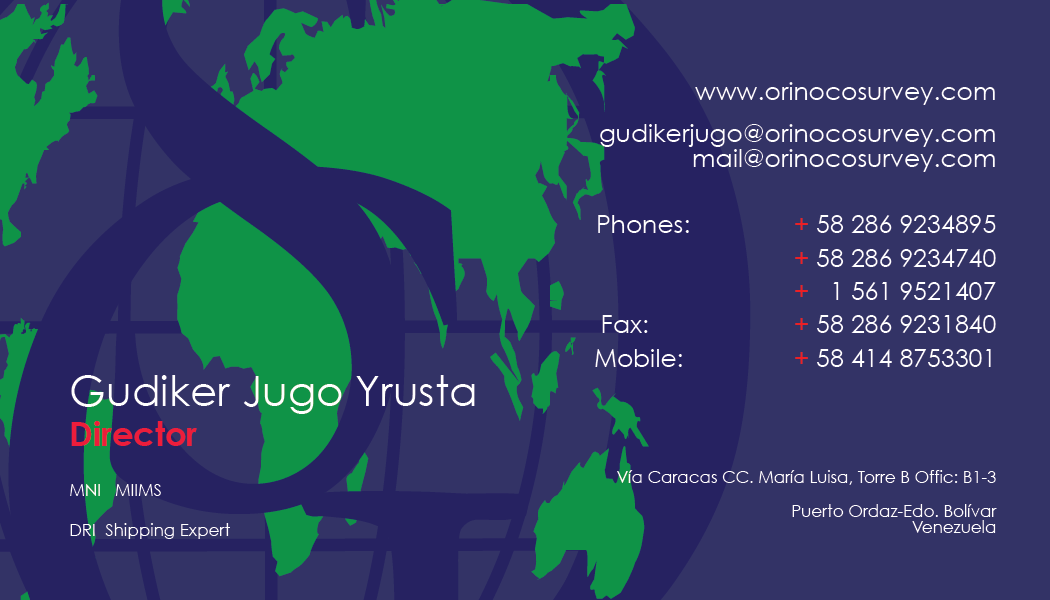 www.orinocosurvey.com
gudikerjugo@orinocosurvey.com
mail@orinocosurvey.com
Phones: + 58 286 9234895
+ 58 286 9234740
+ 1 561 9521407
Fax: + 58 286 9231840
Mobile: + 58 414 8753301
Gudiker Jugo Yrusta
Director
MNI MIIMS
DRI Shipping Expert
Vía Caracas CC. María Luisa, Torre B Offic: B1-3
Puerto Ordaz-Edo. Bolívar
Venezuela